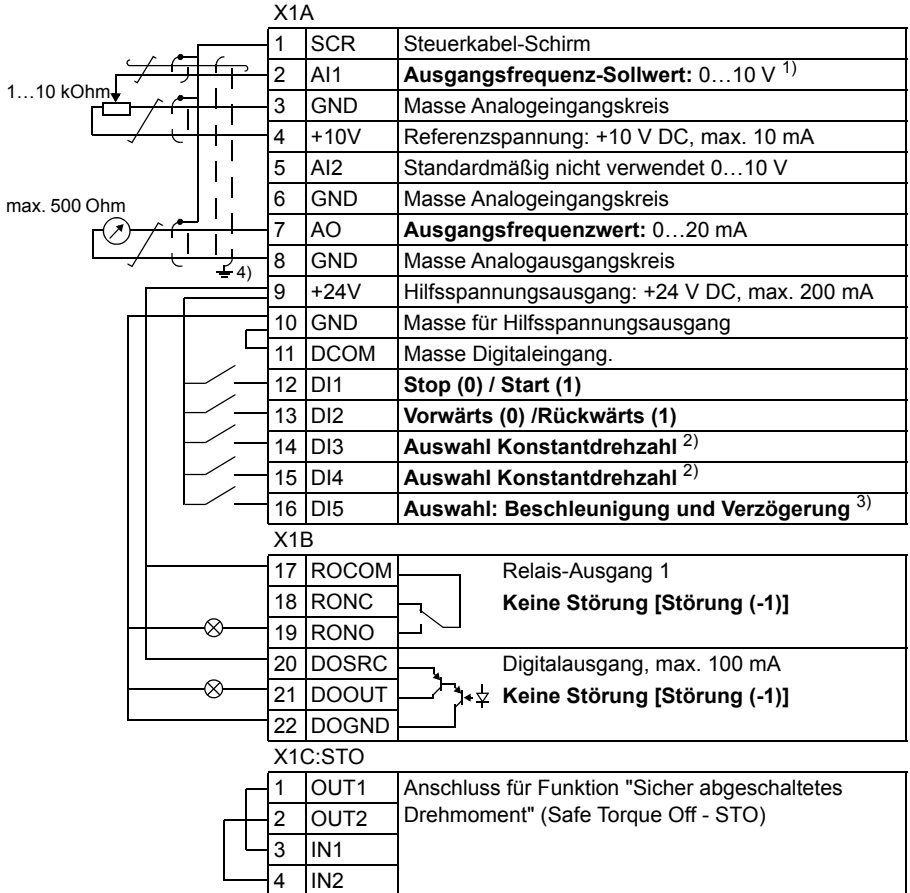 X1A
1 SCR Steuerkabel-Schirm
2 AI1 Ausgangsfrequenz-Sollwert: 0…10 V 1)
1…10 kOhm
3 GND Masse Analogeingangskreis
4 +10V Referenzspannung: +10 V DC, max. 10 mA
5 AI2 Standardmäßig nicht verwendet 0…10 V
6 GND Masse Analogeingangskreis
max. 500 Ohm
7 AO Ausgangsfrequenzwert: 0…20 mA
8 GND Masse Analogausgangskreis
4)
9 +24V Hilfsspannungsausgang: +24 V DC, max. 200 mA
10 GND Masse für Hilfsspannungsausgang
11 DCOM Masse Digitaleingang.
12 DI1 Stop (0) / Start (1)
13 DI2 Vorwärts (0) /Rückwärts (1)
14 DI3 Auswahl Konstantdrehzahl 2)
15 DI4 Auswahl Konstantdrehzahl 2)
16 DI5 Auswahl: Beschleunigung und Verzögerung 3)
X1B
17 ROCOM Relais-Ausgang 1
18 RONC Keine Störung [Störung (-1)]
19 RONO
20 DOSRC Digitalausgang, max. 100 mA
21 DOOUT Keine Störung [Störung (-1)]
22 DOGND
X1C:STO
1 OUT1 Anschluss für Funktion "Sicher abgeschaltetes
2 OUT2 Drehmoment" (Safe Torque Off - STO)
3 IN1
4 IN2